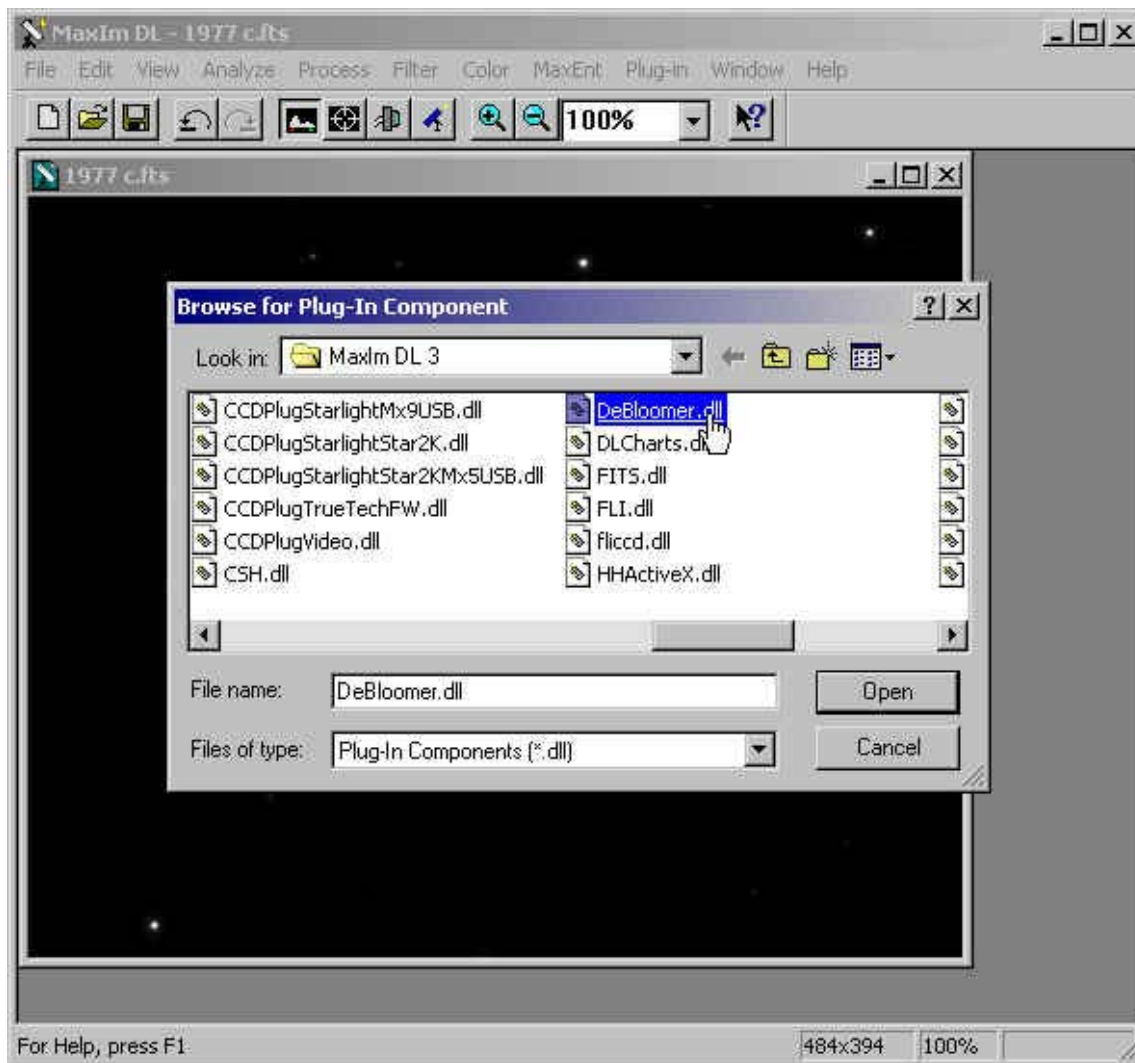 MaxIm DL - 1977 c.fts
File Edit View Analyze Process Filter Color MaxEnt Plug-in Window Help
100%
1977 c.fts
Browse for Plug-In Component
Look in: MaxIm DL 3
CCDPlugStarlightMx9USB.dll
CCDPlugStarlightStar2K.dll
CCDPlugStarlightStar2KMx5USB.dll
CCDPlugTrueTechFW.dll
CCDPlugVideo.dll
CSH.dll
DeBloomer.dll
DLCharts.dll
FITS.dll
FLI.dll
fliccd.dll
HHActiveX.dll
File name: DeBloomer.dll
Open
Files of type: Plug-In Components (*.dll)
Cancel
For Help, press F1 484x394 100%